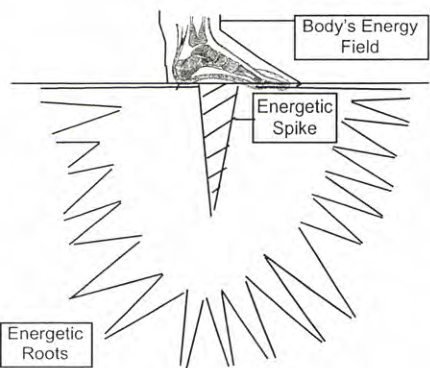 Body's Energy
Field
Energetic
Spike
Energetic
Roots